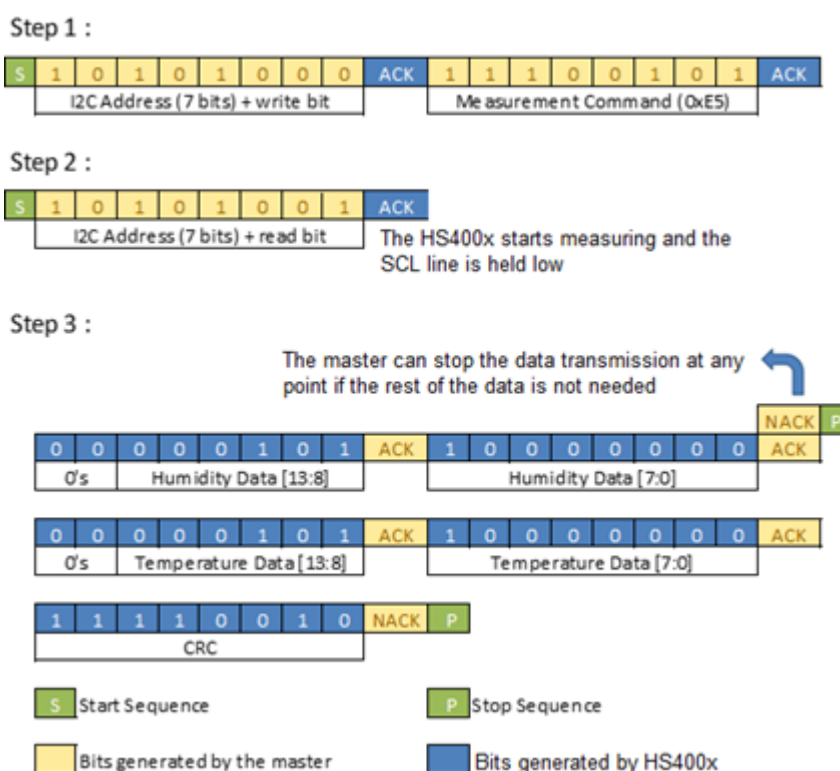 Step 1 :
S 1 0 1 0 1 0 0 0 ACK 1 1 1 0 0 1 0 1 ACK
I2C Address (7 bits) + write bit Measurement Command (0xE5)
Step 2 :
S 1 0 1 0 1 0 0 1 ACK
I2C Address (7 bits) + read bit
The HS400x starts measuring and the
SCL line is held low
Step 3 :
The master can stop the data transmission at any
point if the rest of the data is not needed
NACK P
0 0 0 0 0 1 0 1 ACK 1 0 0 0 0 0 0 0 ACK
0's Humidity Data [13:8] Humidity Data [7:0]
0 0 0 0 0 1 0 1 ACK 1 0 0 0 0 0 0 0 ACK
0's Temperature Data [13:8] Temperature Data [7:0]
1 1 1 1 0 0 1 0 NACK P
CRC
S Start Sequence P Stop Sequence
Bits generated by the master Bits generated by HS400x